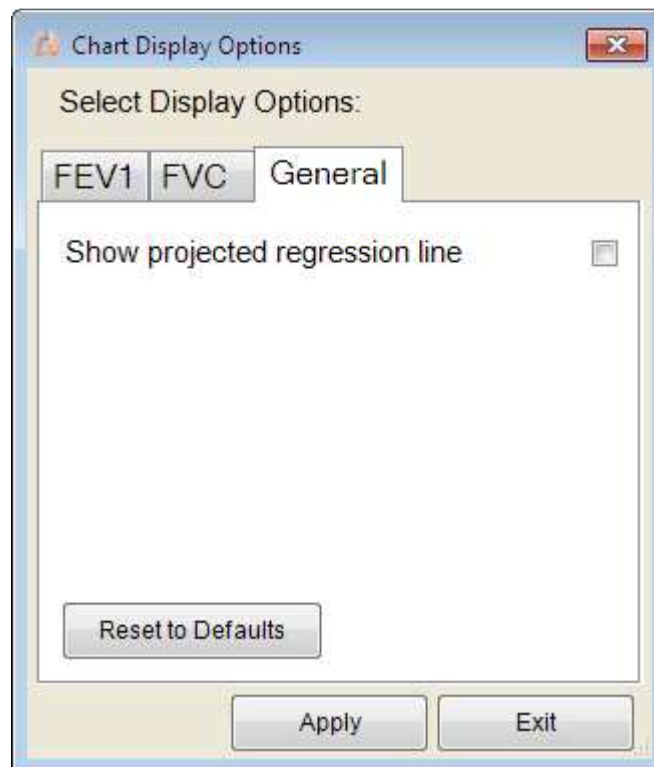 Chart Display Options
Select Display Options:
FEV1 FVC General
Show projected regression line
Reset to Defaults
Apply Exit